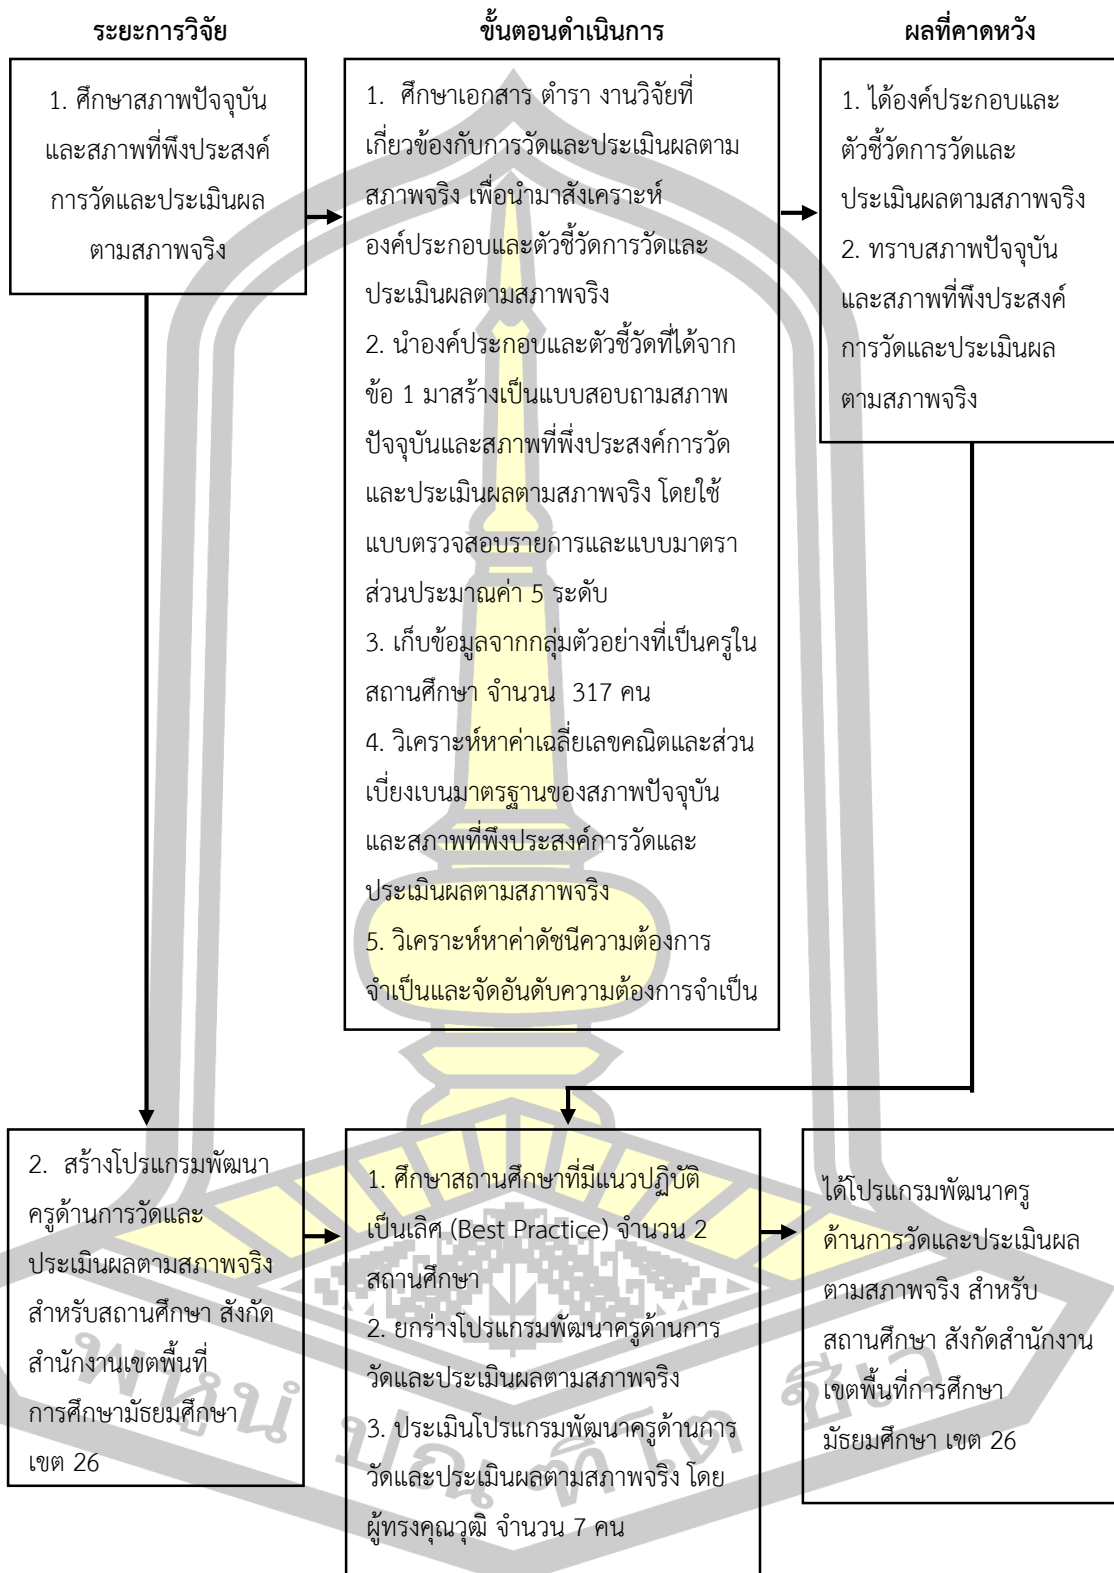 ระยะการวิจัย
ขั้นตอนดำเนินการ
ผลที่คาดหวัง
1. ศึกษาสภาพปัจจุบัน
และสภาพที่พึงประสงค์
การวัดและประเมินผล
ตามสภาพจริง
1. ศึกษาเอกสาร ตำรา งานวิจัยที่
เกี่ยวข้องกับการวัดและประเมินผลตาม
สภาพจริง เพื่อนำมาสังเคราะห์
องค์ประกอบและตัวชี้วัดการวัดและ
ประเมินผลตามสภาพจริง
2. นำองค์ประกอบและตัวชี้วัดที่ได้จาก
ข้อ 1 มาสร้างเป็นแบบสอบถามสภาพ
ปัจจุบันและสภาพที่พึ่งประสงค์การวัด
และประเมินผลตามสภาพจริง โดยใช้
แบบตรวจสอบรายการและแบบมาตรา
ส่วนประมาณค่า 5 ระดับ
3. เก็บข้อมูลจากกลุ่มตัวอย่างที่เป็นครูใน
สถานศึกษา จำนวน 317 คน
4. วิเคราะห์หาค่าเฉลี่ยเลขคณิตและส่วน
เบี่ยงเบนมาตรฐานของสภาพปัจจุบัน
และสภาพที่พึงประสงค์การวัดและ
ประเมินผลตามสภาพจริง
5. วิเคราะห์หาค่าดัชนีความต้องการ
จำเป็นและจัดอันดับความต้องการจำเป็น
1. ได้องค์ประกอบและ
ตัวชี้วัดการวัดและ
ประเมินผลตามสภาพจริง
2. ทราบสภาพปัจจุบัน
และสภาพที่พึงประสงค์
การวัดและประเมินผล
ตามสภาพจริง
2. สร้างโปรแกรมพัฒนา
ครูด้านการวัดและ
ประเมินผลตามสภาพจริง
สำหรับสถานศึกษา สังกัด
สำนักงานเขตพื้นที่
การศึกษามัธยมศึกษา
เขต 26
1. ศึกษาสถานศึกษาที่มีแนวปฏิบัติ
เป็นเลิศ (Best Practice) จำนวน 2
สถานศึกษา
2. ยกร่างโปรแกรมพัฒนาครูด้านการ
วัดและประเมินผลตามสภาพจริง
3. ประเมินโปรแกรมพัฒนาครูด้านการ
วัดและประเมินผลตามสภาพจริง โดย
ผู้ทรงคุณวุฒิ จำนวน 7 คน
ได้โปรแกรมพัฒนาครู
ด้านการวัดและประเมินผล
ตามสภาพจริง สำหรับ
สถานศึกษา สังกัดสำนักงาน
เขตพื้นที่การศึกษา
มัธยมศึกษา เขต 26
พหูนํ ปณฺฑิโต ชีเว